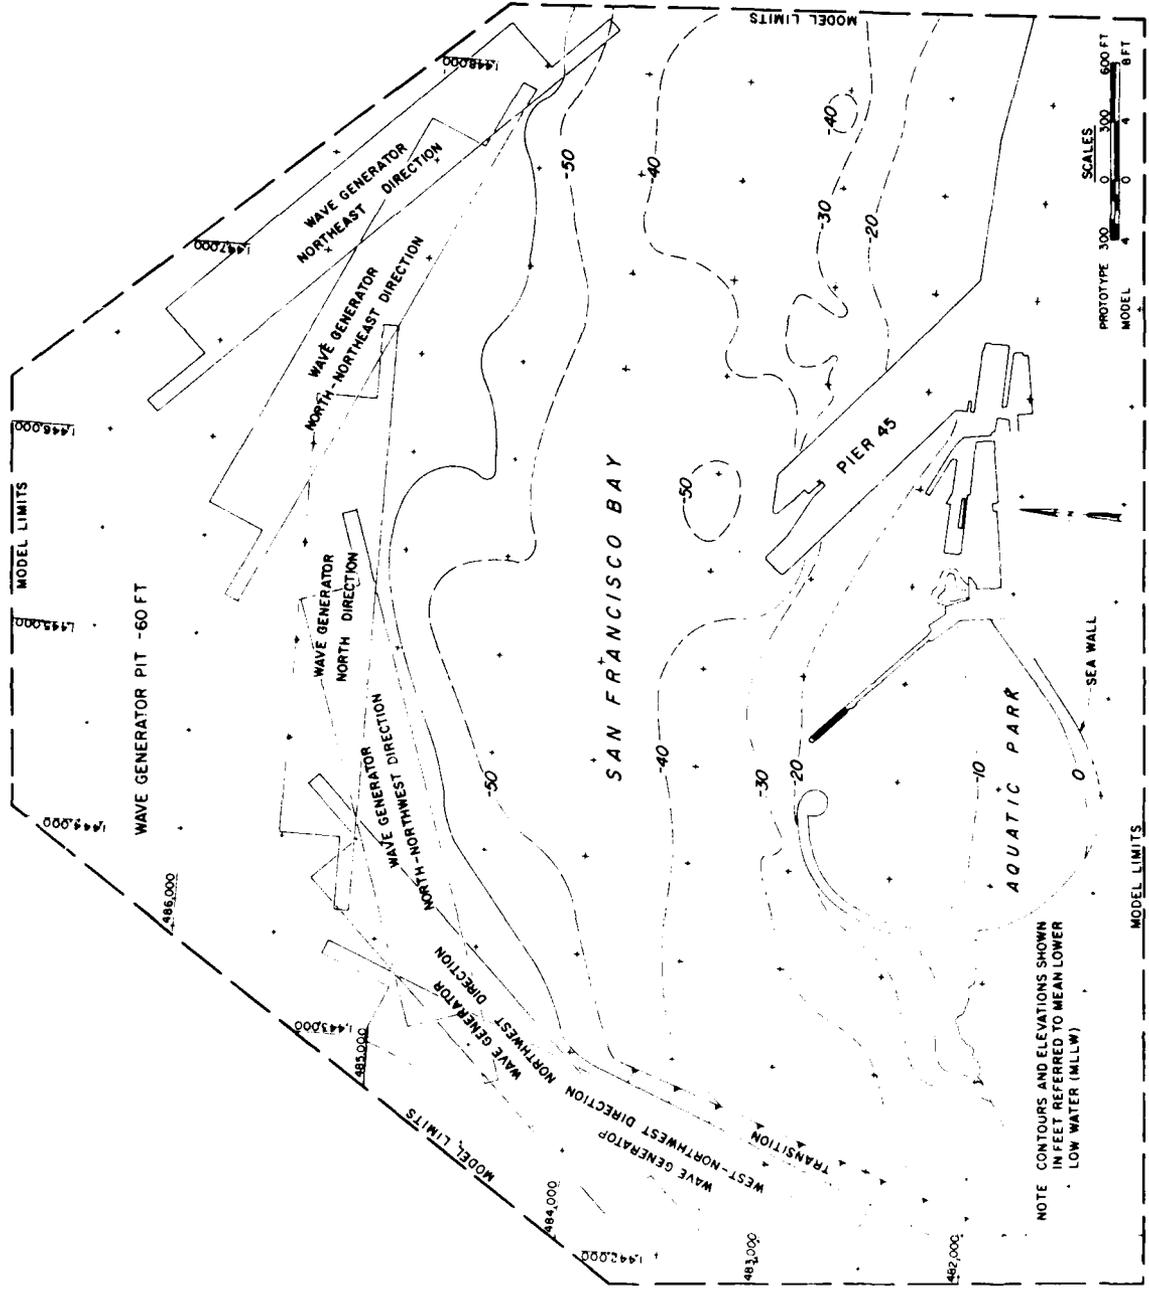 MODEL LIMITS
1,448,000
1,447,000
1,446,000
1,445,000
1,444,000
1,443,000
1,442,000
486,000
485,000
484,000
483,000
482,000
MODEL LIMITS
MODEL LIMITS
MODEL LIMITS
WAVE GENERATOR PIT -60 FT
WAVE GENERATOR
NORTHEAST DIRECTION
WAVE GENERATOR
NORTH-NORTHEAST DIRECTION
WAVE GENERATOR
NORTH DIRECTION
WAVE GENERATOR
NORTH-NORTHWEST DIRECTION
WAVE GENERATOR
NORTHWEST DIRECTION
WAVE GENERATOR
WEST-NORTHWEST DIRECTION
TRANSITION
SAN FRANCISCO BAY
-50
-40
-40
-30
-20
-50
-50
-40
-30
-20
-10
0
PIER 45
N
SEA WALL
AQUATIC PARK
SCALES
PROTOTYPE 300 0 300 600 FT
MODEL 4 0 4 8 FT
NOTE CONTOURS AND ELEVATIONS SHOWN
IN FEET REFERRED TO MEAN LOWER
LOW WATER (MLLW)